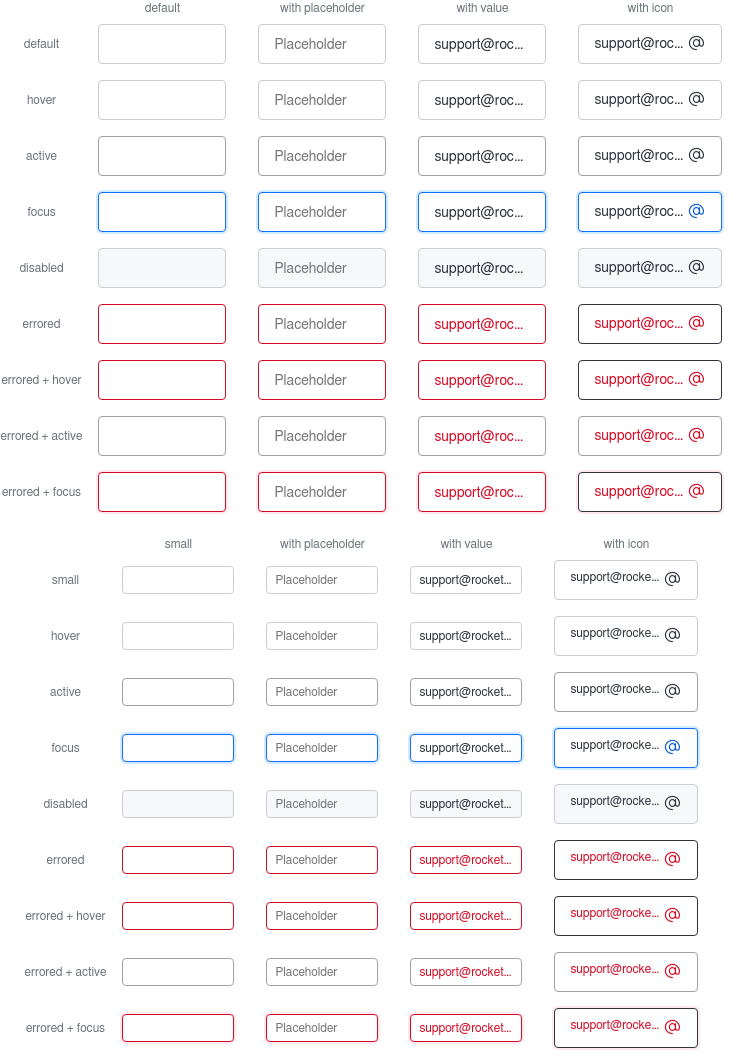 default with placeholder with value with icon
default Placeholder support@roc... support@roc... @
hover Placeholder support@roc... support@roc... @
active Placeholder support@roc... support@roc... @
focus Placeholder support@roc... support@roc... @
disabled Placeholder support@roc... support@roc... @
errored Placeholder support@roc... support@roc... @
errored + hover Placeholder support@roc... support@roc... @
errored + active Placeholder support@roc... support@roc... @
errored + focus Placeholder support@roc... support@roc... @
small with placeholder with value with icon
small Placeholder support@rocket... support@rocke... @
hover Placeholder support@rocket... support@rocke... @
active Placeholder support@rocket... support@rocke... @
focus Placeholder support@rocket... support@rocke... @
disabled Placeholder support@rocket... support@rocke... @
errored Placeholder support@rocket... support@rocke... @
errored + hover Placeholder support@rocket... support@rocke... @
errored + active Placeholder support@rocket... support@rocke... @
errored + focus Placeholder support@rocket... support@rocke... @